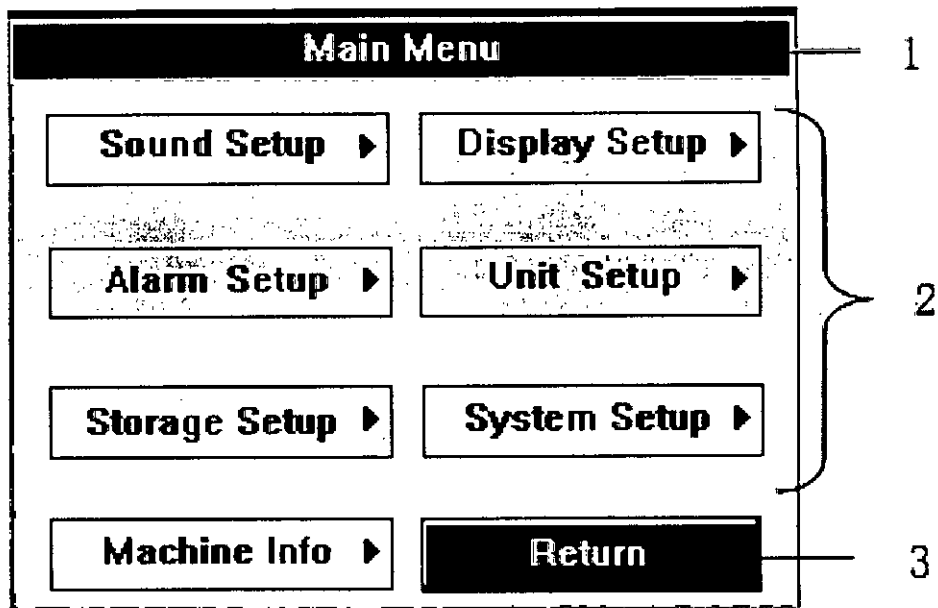 Main Menu 1
Sound Setup Display Setup
Alarm Setup Unit Setup
2
Storage Setup System Setup
Machine Info Return 3